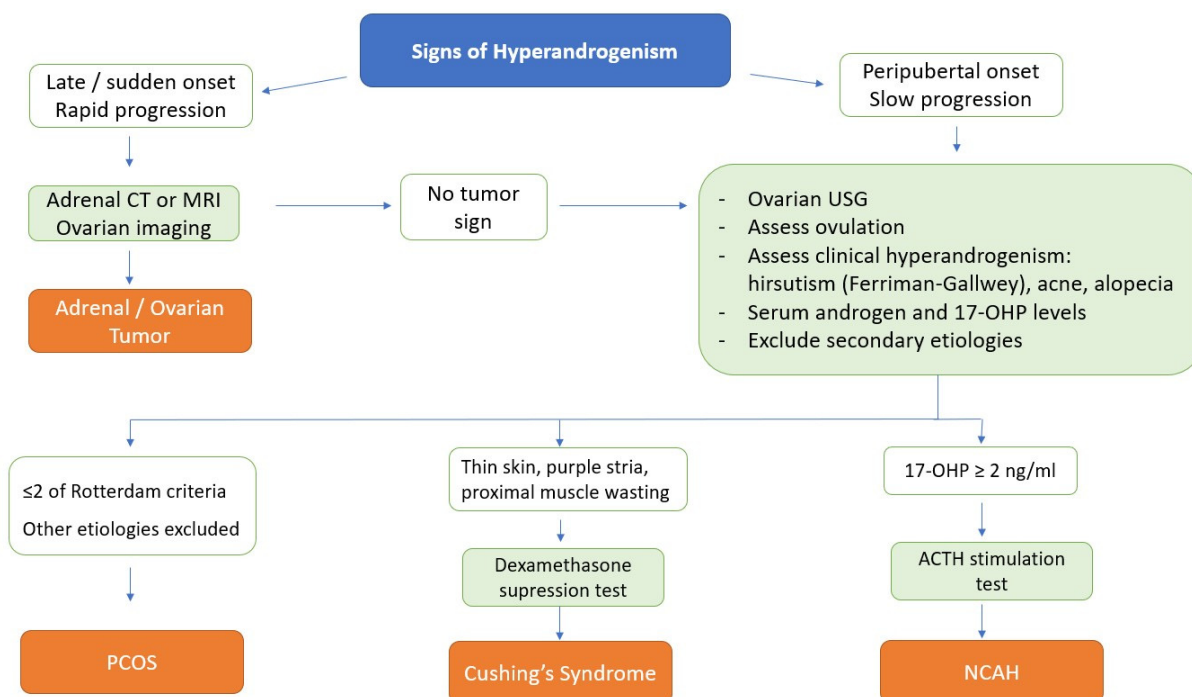 Signs of Hyperandrogenism
Late / sudden onset
Rapid progression
Peripubertal onset
Slow progression
Adrenal CT or MRI
Ovarian imaging
No tumor
sign
- Ovarian USG
- Assess ovulation
- Assess clinical hyperandrogenism:
hirsutism (Ferriman-Gallwey), acne, alopecia
- Serum androgen and 17-OHP levels
- Exclude secondary etiologies
Adrenal / Ovarian
Tumor
≤2 of Rotterdam criteria
Other etiologies excluded
Thin skin, purple stria,
proximal muscle wasting
17-OHP ≥ 2 ng/ml
Dexamethasone
supression test
ACTH stimulation
test
PCOS
Cushing’s Syndrome
NCAH